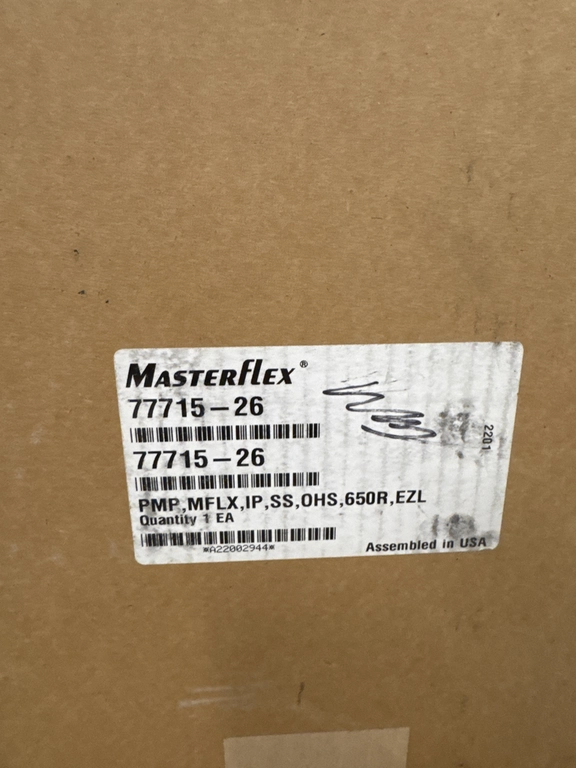 MASTERFLEX®
77715-26
77715-26
PMP,MFLX,IP,SS,OHS,650R,EZL
Quantity 1 EA
*A22002944*
Assembled in USA
2201